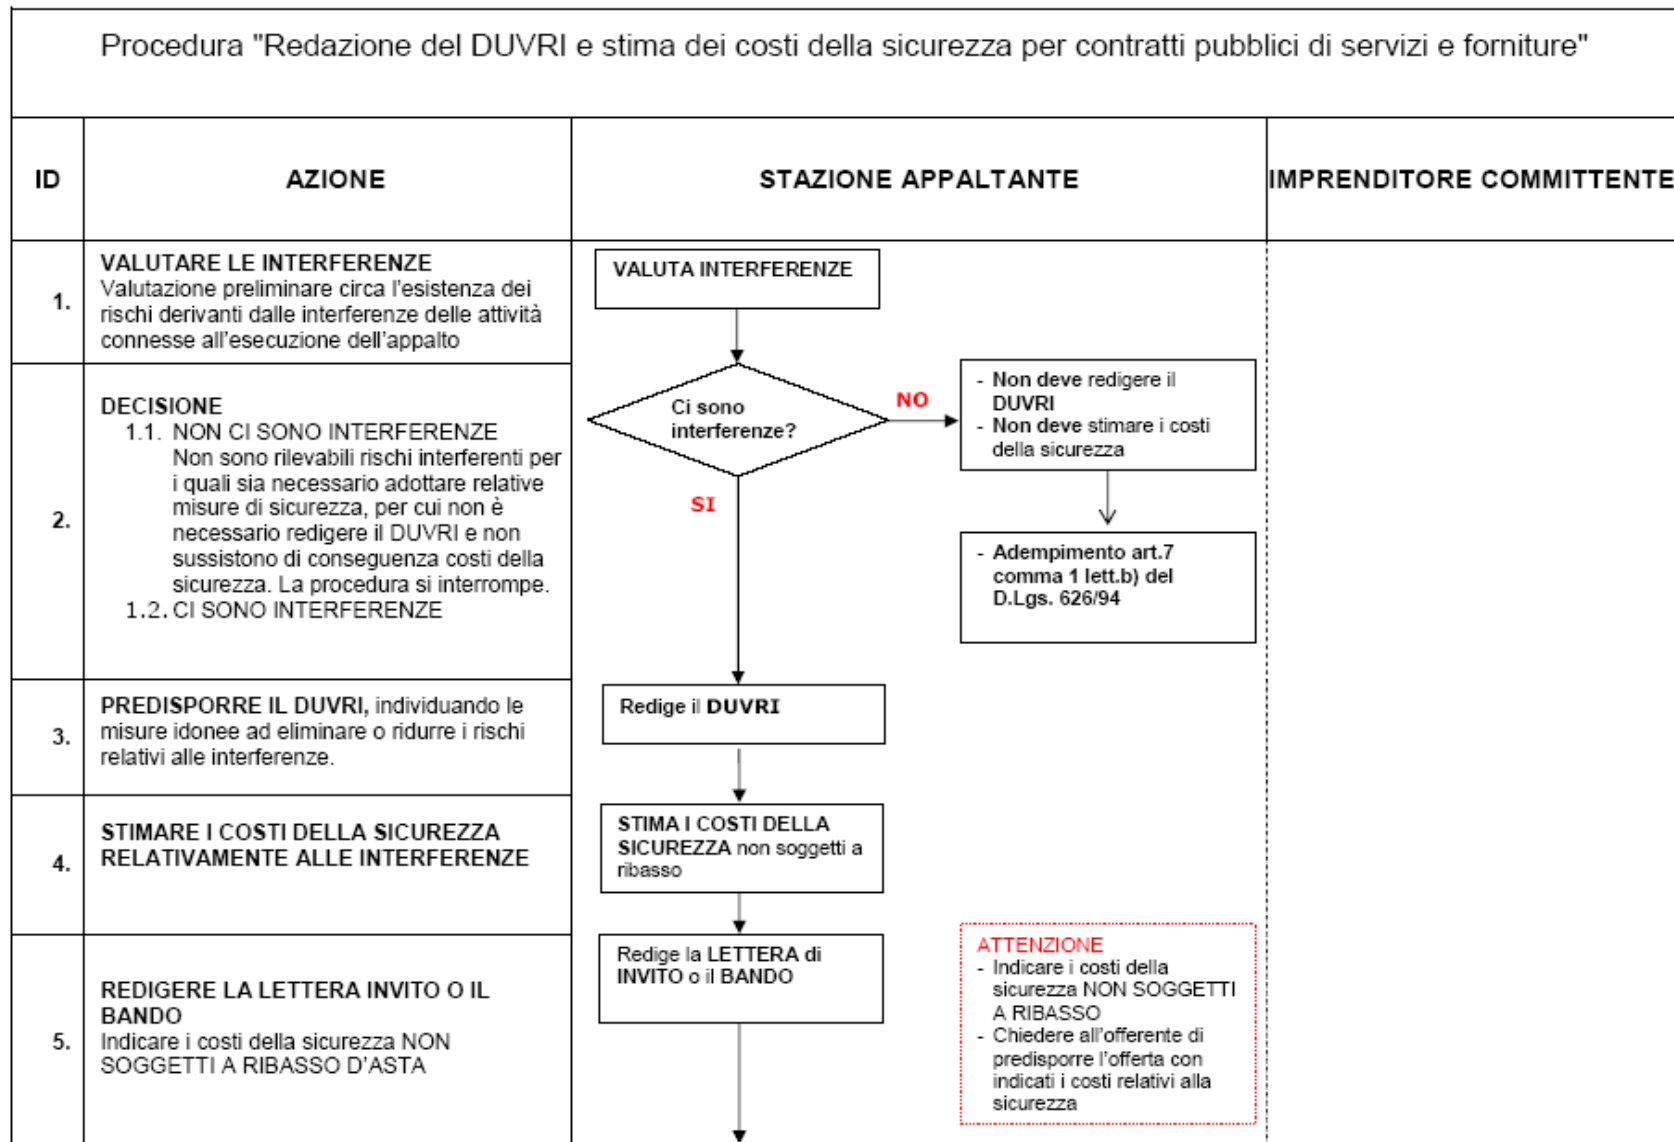 Procedura "Redazione del DUVRI e stima dei costi della sicurezza per contratti pubblici di servizi e forniture"
ID
AZIONE
STAZIONE APPALTANTE
IMPRENDITORE COMMITTENTE
1.
VALUTARE LE INTERFERENZE
Valutazione preliminare circa l'esistenza dei
rischi derivanti dalle interferenze delle attività
connesse all'esecuzione dell'appalto
VALUTA INTERFERENZE
2.
DECISIONE
1.1. NON CI SONO INTERFERENZE
Non sono rilevabili rischi interferenti per
i quali sia necessario adottare relative
misure di sicurezza, per cui non è
necessario redigere il DUVRI e non
sussistono di conseguenza costi della
sicurezza. La procedura si interrompe.
1.2. CI SONO INTERFERENZE
Ci sono
interferenze?
NO
SI
- Non deve redigere il
DUVRI
- Non deve stimare i costi
della sicurezza
- Adempimento art.7
comma 1 lett.b) del
D.Lgs. 626/94
3.
PREDISPORRE IL DUVRI, individuando le
misure idonee ad eliminare o ridurre i rischi
relativi alle interferenze.
Redige il DUVRI
4.
STIMARE I COSTI DELLA SICUREZZA
RELATIVAMENTE ALLE INTERFERENZE
STIMA I COSTI DELLA
SICUREZZA non soggetti a
ribasso
5.
REDIGERE LA LETTERA INVITO O IL
BANDO
Indicare i costi della sicurezza NON
SOGGETTI A RIBASSO D'ASTA
Redige la LETTERA di
INVITO o il BANDO
ATTENZIONE
- Indicare i costi della
sicurezza NON SOGGETTI
A RIBASSO
- Chiedere all'offerente di
predisporre l'offerta con
indicati i costi relativi alla
sicurezza